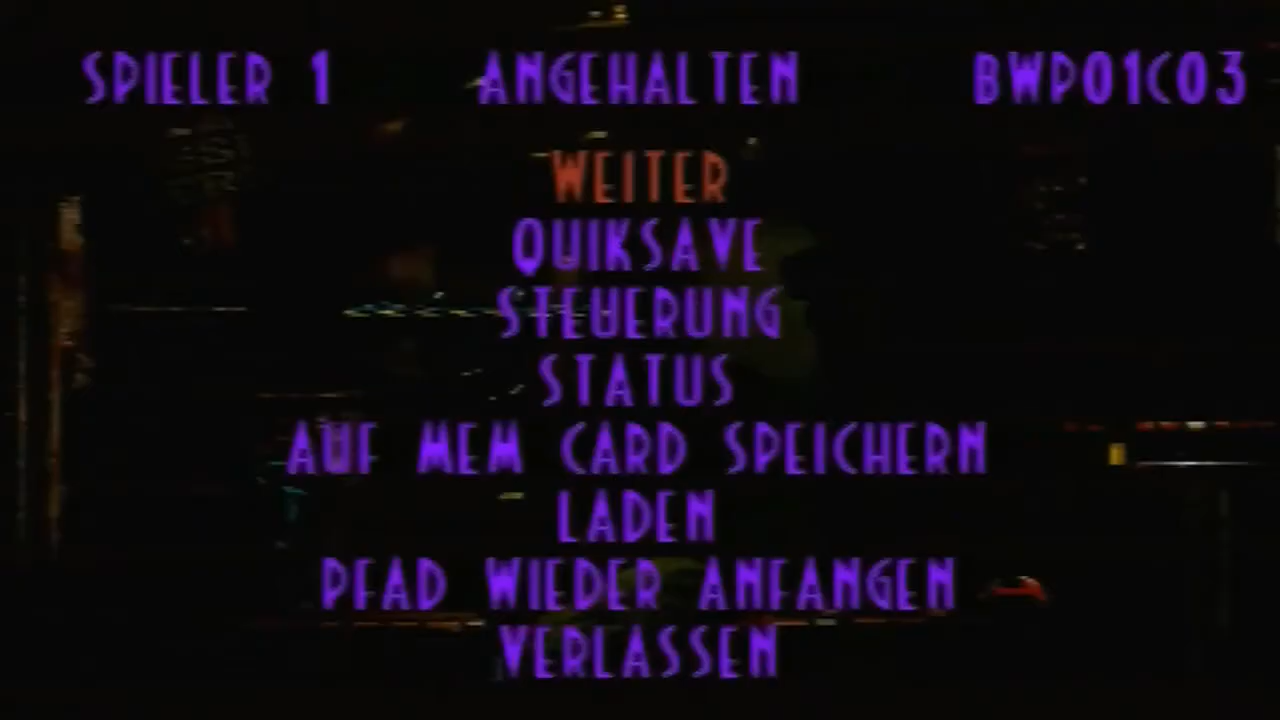 SPIELER 1 ANGEHALTEN BWP01C03
WEITER
QUIKSAVE
STEUERUNG
STATUS
AUF MEM CARD SPEICHERN
LADEN
PFAD WIEDER ANFANGEN
VERLASSEN